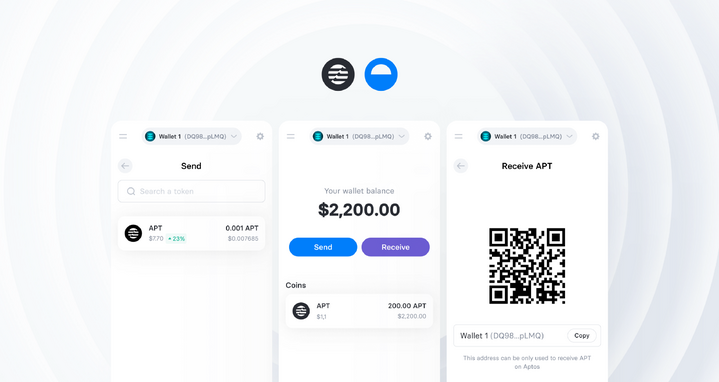 Wallet 1 (DQ98...pLMQ)
Send
Search a token
APT
0.001 APT
$7.70
+23%
$0.007685
Wallet 1 (DQ98...pLMQ)
Your wallet balance
$2,200.00
Send
Receive
Coins
APT
200.00 APT
$1,1
$2,200.00
Wallet 1 (DQ98...pLMQ)
Receive APT
Wallet 1 (DQ98...pLMQ)
Copy
This address can be only used to receive APT
on Aptos